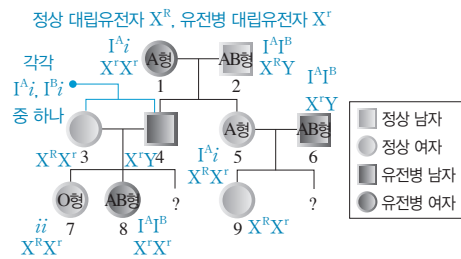 정상 대립유전자 X^R, 유전병 대립유전자 X^r
I^A i
X^r X^r
A형
1
AB형
2
I^A I^B
X^R Y
각각
I^A i, I^B i
중 하나
I^A I^B
X^r Y
3
X^R X^r
4
X^r Y
A형
5
I^A i
X^R X^r
AB형
6
O형
7
ii
X^R X^r
AB형
8
I^A I^B
X^r X^r
?
9
X^R X^r
?
정상 남자
정상 여자
유전병 남자
유전병 여자